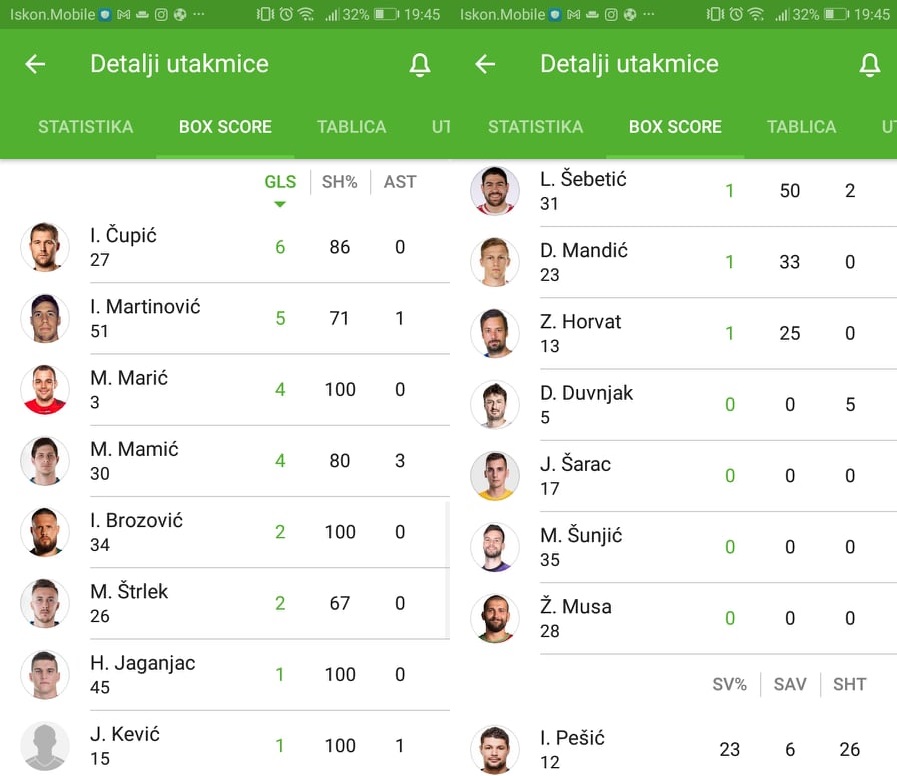 Iskon.Mobile 32% 19:45
Detalji utakmice
STATISTIKA BOX SCORE TABLICA UT
GLS SH% AST
I. Čupić 6 86 0
27
I. Martinović 5 71 1
51
M. Marić 4 100 0
3
M. Mamić 4 80 3
30
I. Brozović 2 100 0
34
M. Štrlek 2 67 0
26
H. Jaganjac 1 100 0
45
J. Kević 1 100 1
15
Iskon.Mobile 32% 19:45
Detalji utakmice
STATISTIKA BOX SCORE TABLICA U
L. Šebetić 1 50 2
31
D. Mandić 1 33 0
23
Z. Horvat 1 25 0
13
D. Duvnjak 0 0 5
5
J. Šarac 0 0 0
17
M. Šunjić 0 0 0
35
Ž. Musa 0 0 0
28
SV% SAV SHT
I. Pešić 23 6 26
12